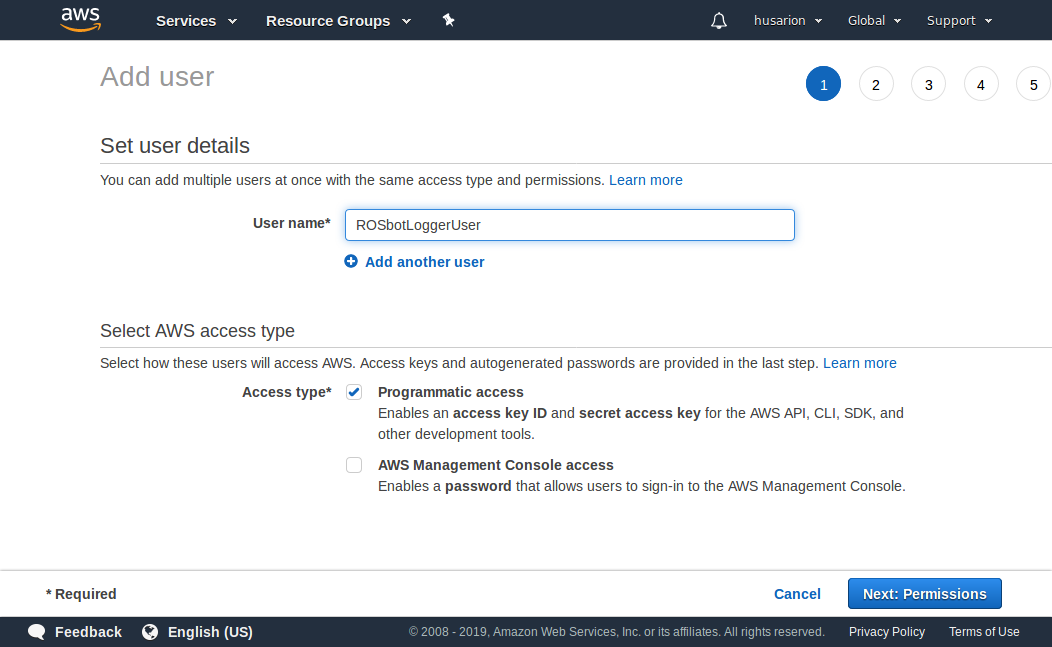 aws Services Resource Groups husarion Global Support
Add user
1 2 3 4 5
Set user details
You can add multiple users at once with the same access type and permissions. Learn more
User name* ROSbotLoggerUser
Add another user
Select AWS access type
Select how these users will access AWS. Access keys and autogenerated passwords are provided in the last step. Learn more
Access type* Programmatic access
Enables an access key ID and secret access key for the AWS API, CLI, SDK, and
other development tools.
AWS Management Console access
Enables a password that allows users to sign-in to the AWS Management Console.
* Required Cancel Next: Permissions
Feedback English (US) © 2008 - 2019, Amazon Web Services, Inc. or its affiliates. All rights reserved. Privacy Policy Terms of Use